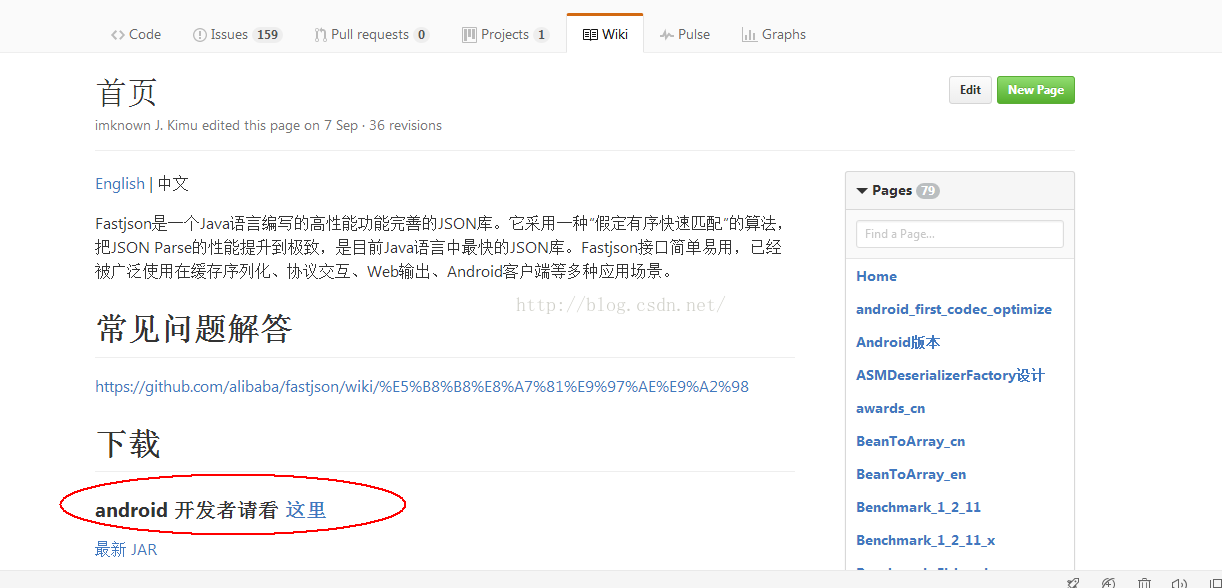 Code Issues 159 Pull requests 0 Projects 1 Wiki Pulse Graphs
首页
Edit New Page
imknown J. Kimu edited this page on 7 Sep · 36 revisions
English | 中文
Fastjson是一个Java语言编写的高性能功能完善的JSON库。它采用一种“假定有序快速匹配”的算法，
把JSON Parse的性能提升到极致，是目前Java语言中最快的JSON库。Fastjson接口简单易用，已经
被广泛使用在缓存序列化、协议交互、Web输出、Android客户端等多种应用场景。
http://blog.csdn.net/
常见问题解答
https://github.com/alibaba/fastjson/wiki/%E5%B8%B8%E8%A7%81%E9%97%AE%E9%A2%98
下载
android 开发者请看 这里
最新 JAR
Pages 79
Find a Page...
Home
android_first_codec_optimize
Android版本
ASMDeserializerFactory设计
awards_cn
BeanToArray_cn
BeanToArray_en
Benchmark_1_2_11
Benchmark_1_2_11_x